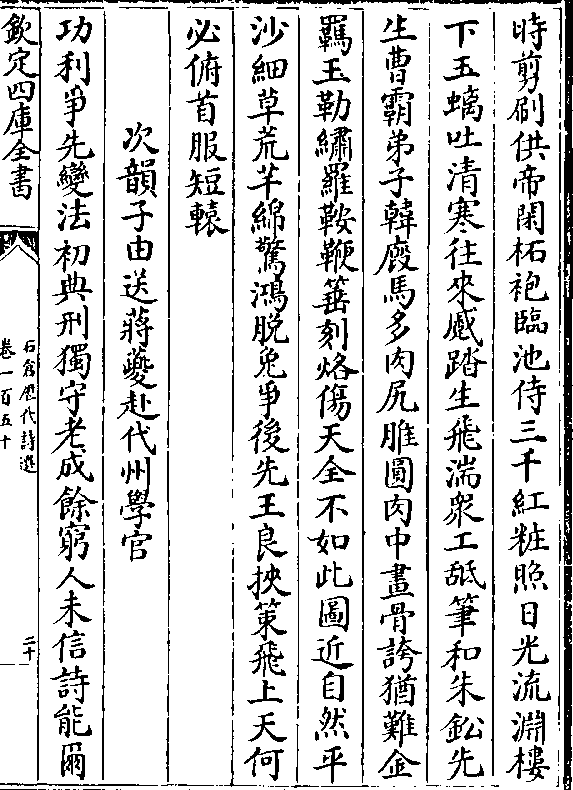 時剪刷供帝閑柘袍臨池侍三千紅粧照日光流淵樓
下玉螭吐清寒往來蹙踏生飛湍衆工䑛筆和朱鈆先
生曹霸弟子韓廐馬多肉尻脽圓肉中畫骨誇猶難金
羈玉勒繡羅鞍鞭箠刻烙傷天全不如此圖近自然平
沙細草荒芊綿驚鴻脱兔爭後先王良挾策飛上天何
必俯首服短轅
次韻子由送蔣夔赴代州學官
功利爭先變法初典刑獨守老成餘窮人未信詩能爾
欽定四庫全書
石倉歷代詩選
卷一百五十
二十